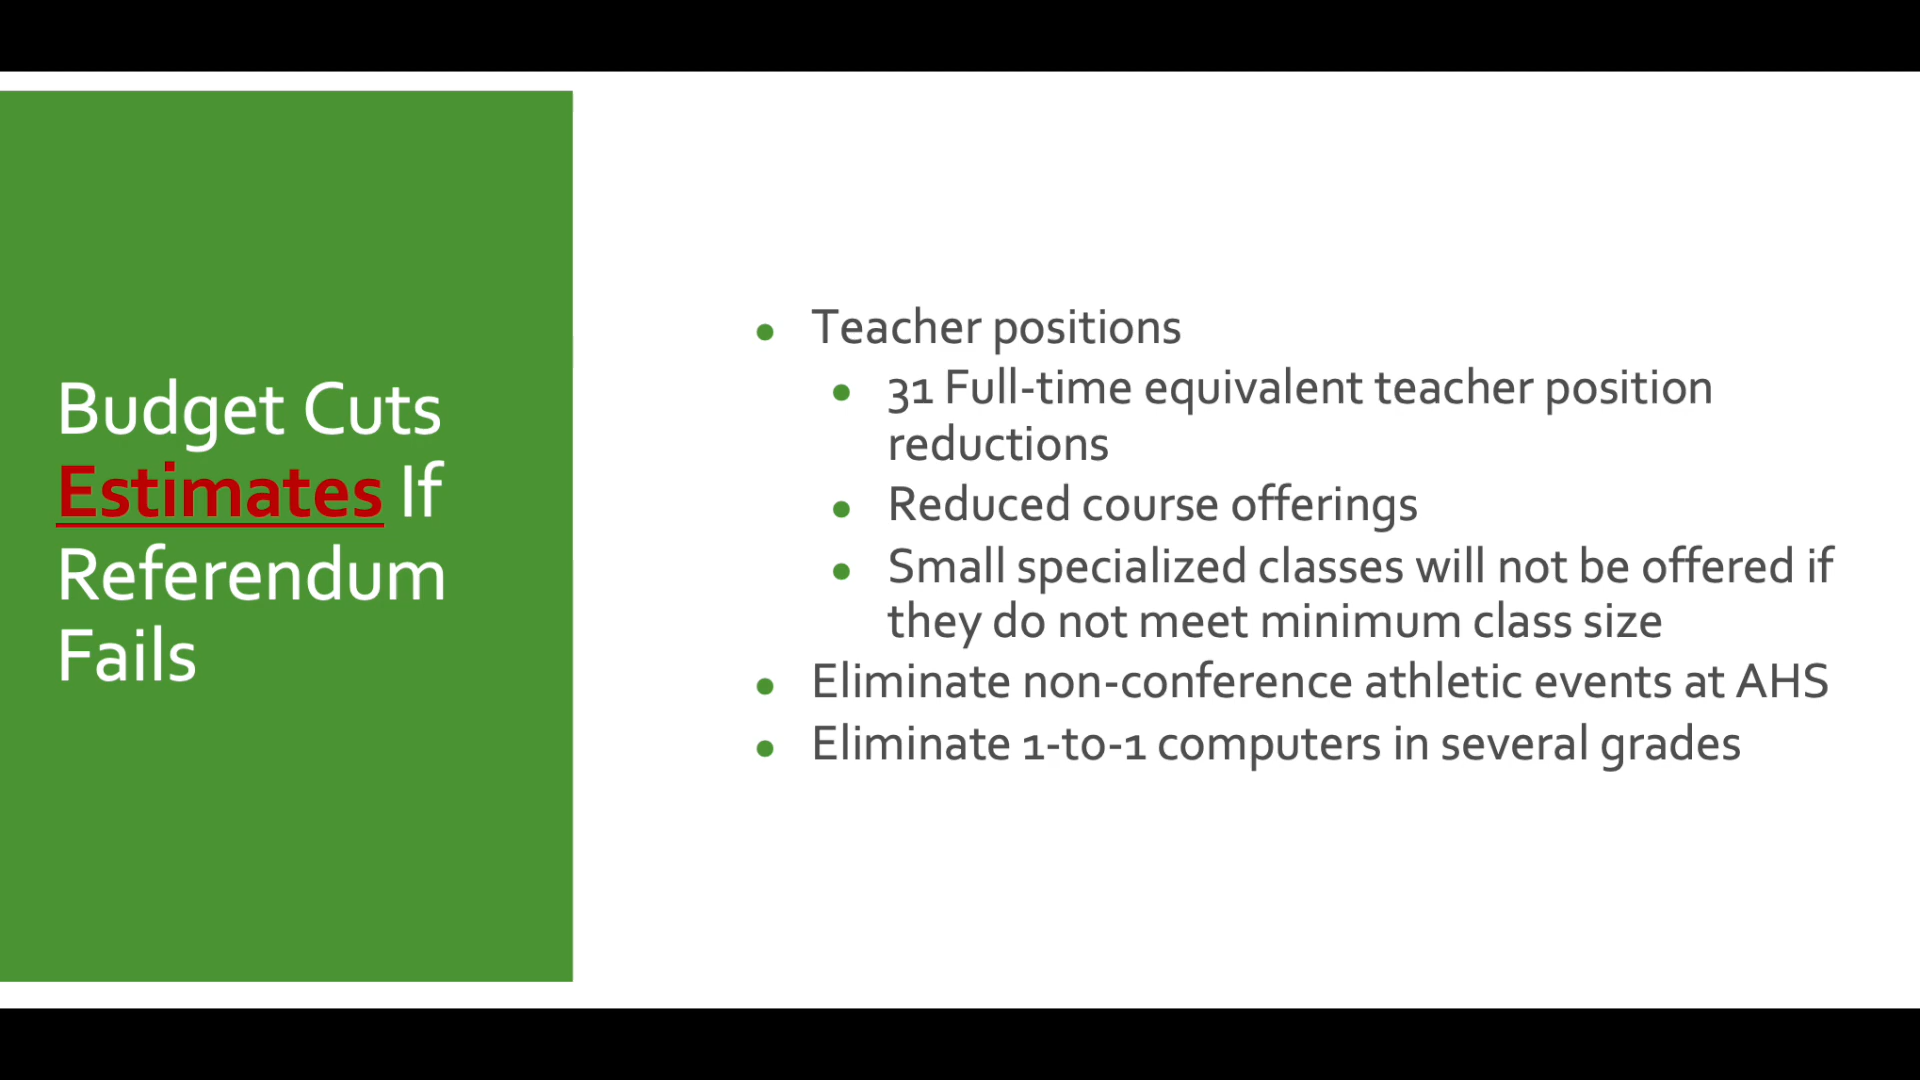 Budget Cuts
Estimates If
Referendum
Fails
Teacher positions
31 Full-time equivalent teacher position
reductions
Reduced course offerings
Small specialized classes will not be offered if
they do not meet minimum class size
Eliminate non-conference athletic events at AHS
Eliminate 1-to-1 computers in several grades